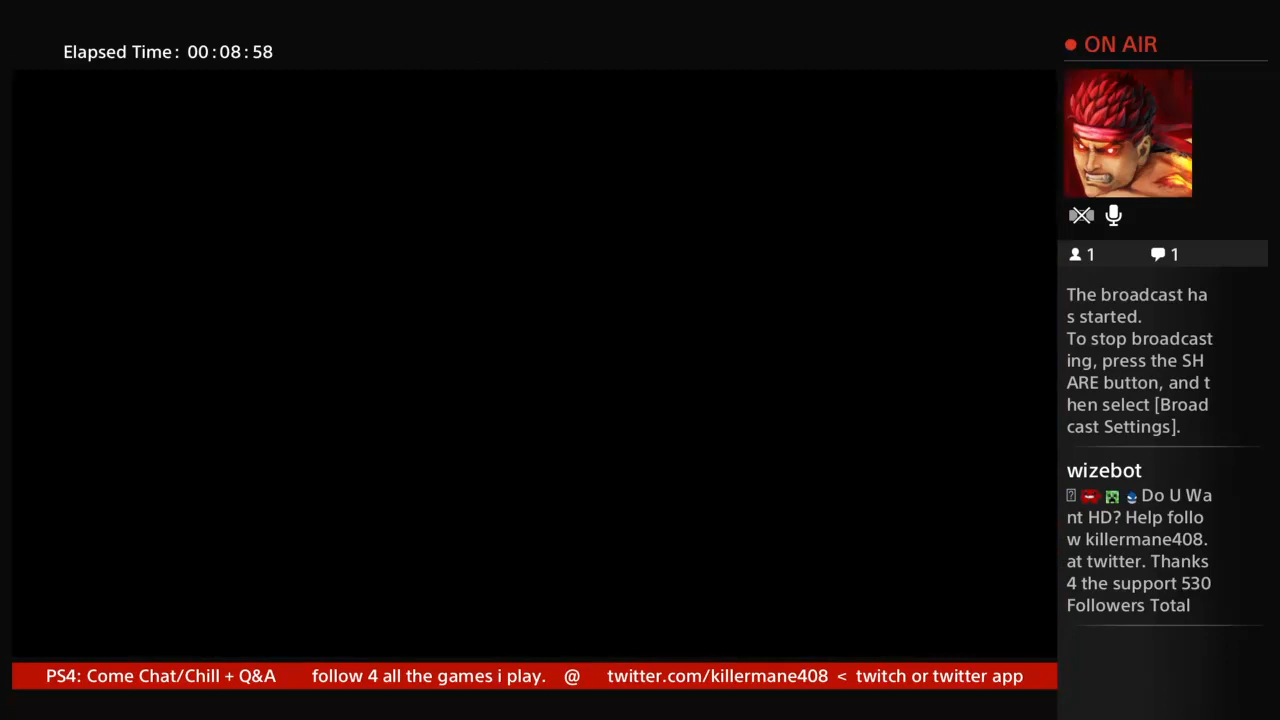 Elapsed Time: 00:08:58
ON AIR
1 1
The broadcast ha
s started.
To stop broadcast
ing, press the SH
ARE button, and t
hen select [Broad
cast Settings].
wizebot
Do U Wa
nt HD? Help follo
w killermane408.
at twitter. Thanks
4 the support 530
Followers Total
PS4: Come Chat/Chill + Q&A follow 4 all the games i play. @ twitter.com/killermane408 < twitch or twitter app